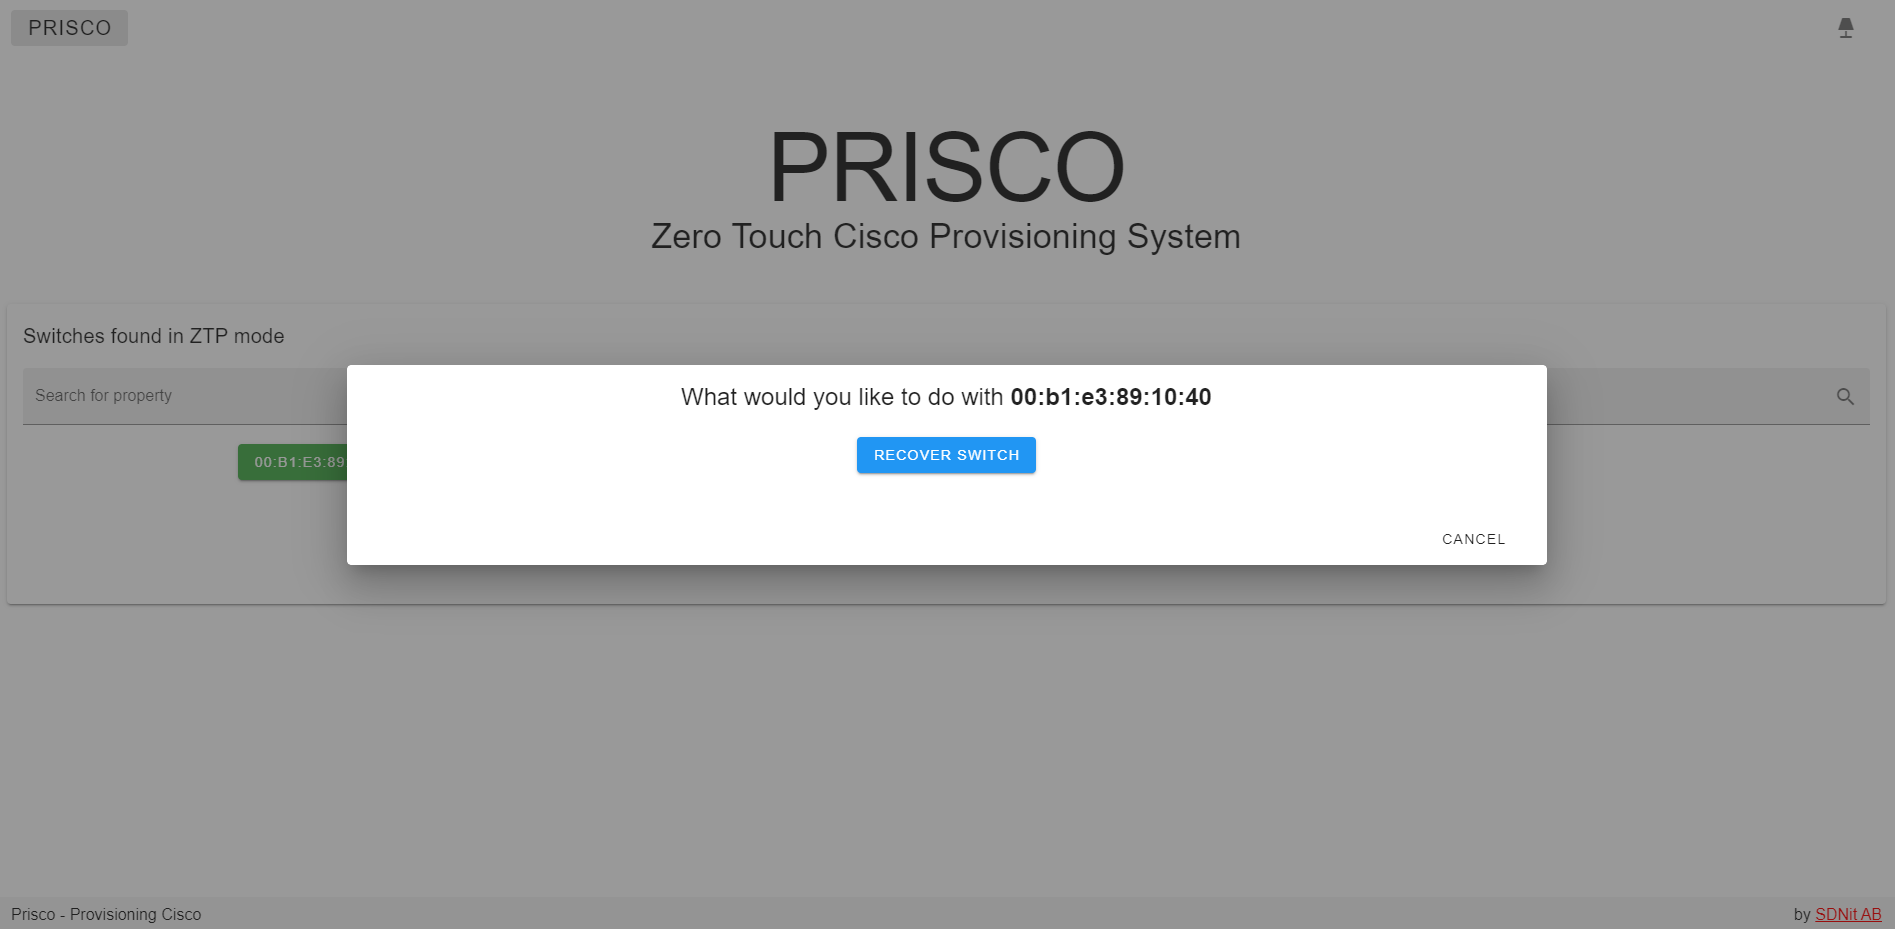 PRISCO
PRISCO
Zero Touch Cisco Provisioning System
Switches found in ZTP mode
Search for property
00:B1:E3:89
What would you like to do with 00:b1:e3:89:10:40
RECOVER SWITCH
CANCEL
Prisco - Provisioning Cisco
by SDNit AB